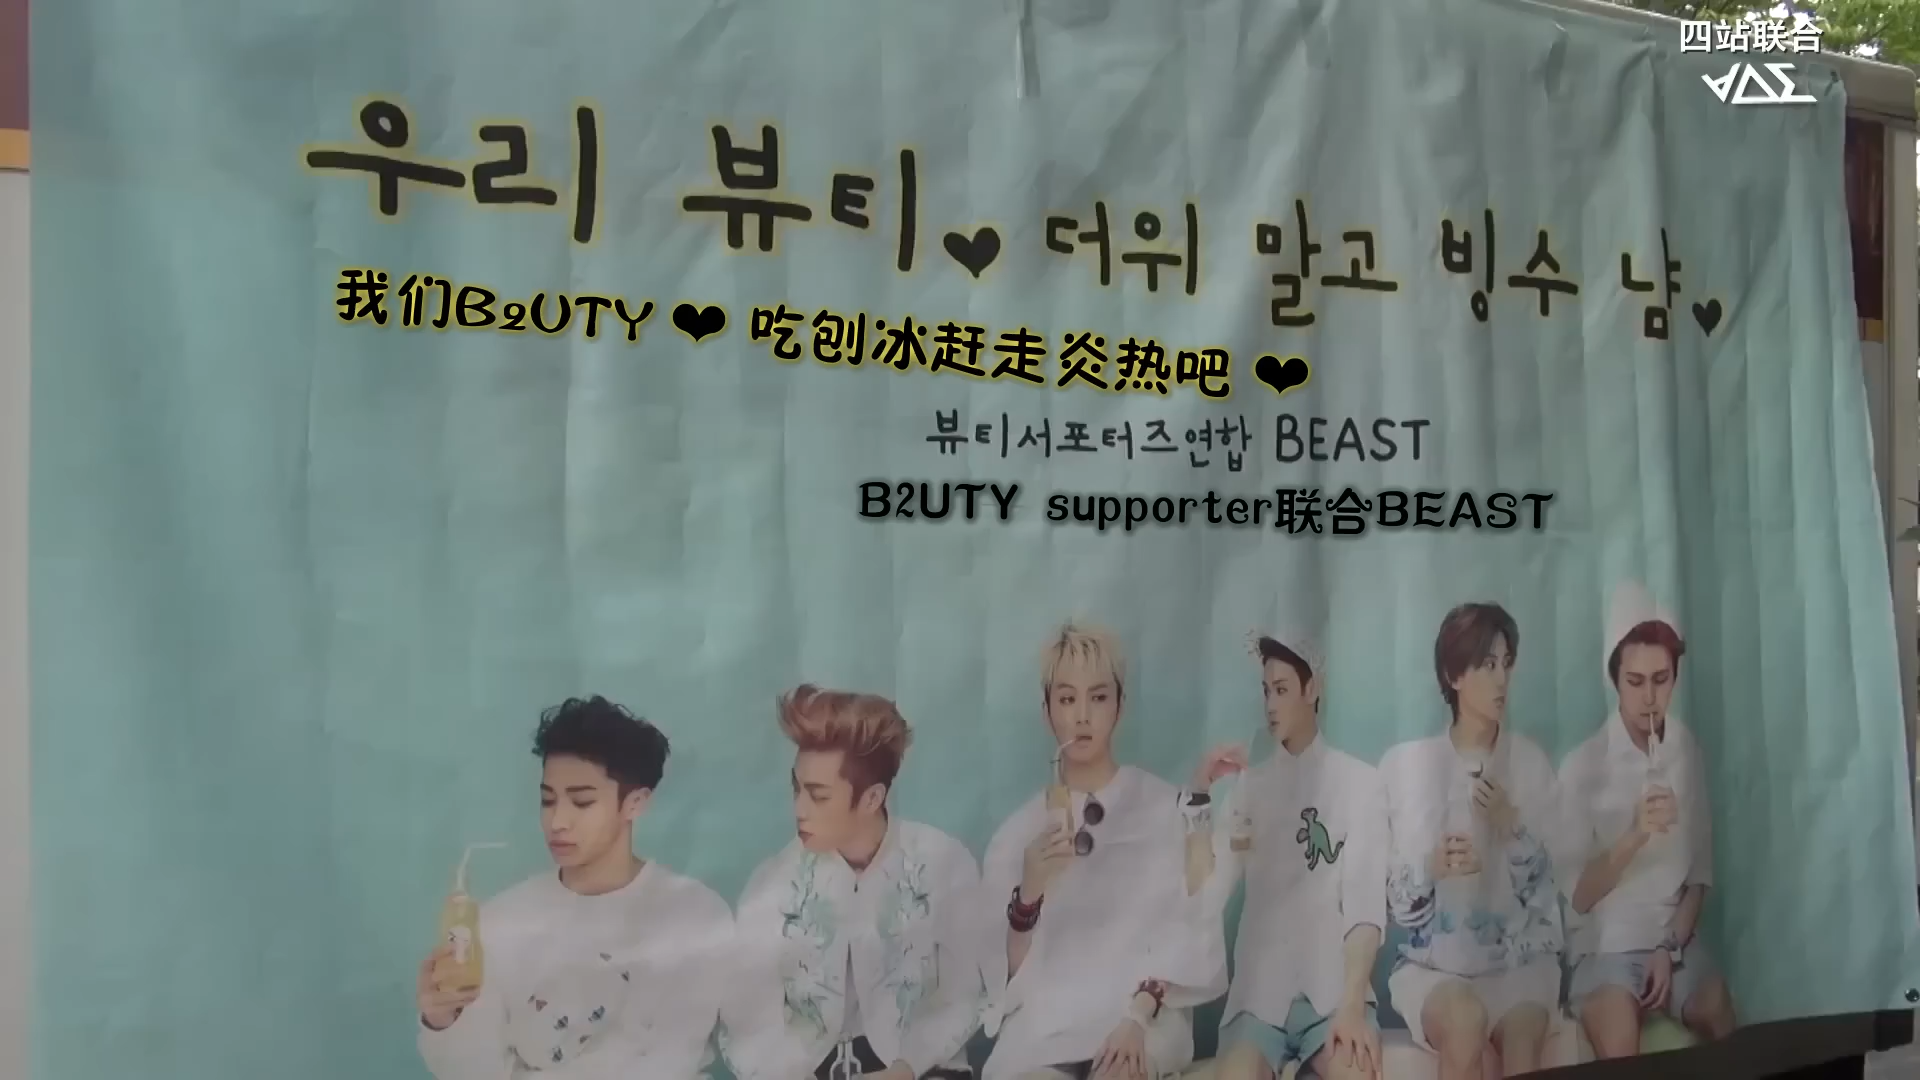 四站联合
우리 뷰티♥ 더위 말고 빙수 냠♥
我们B2UTY ❤ 吃刨冰赶走炎热吧 ❤
뷰티서포터즈연합 BEAST
B2UTY supporter联合BEAST